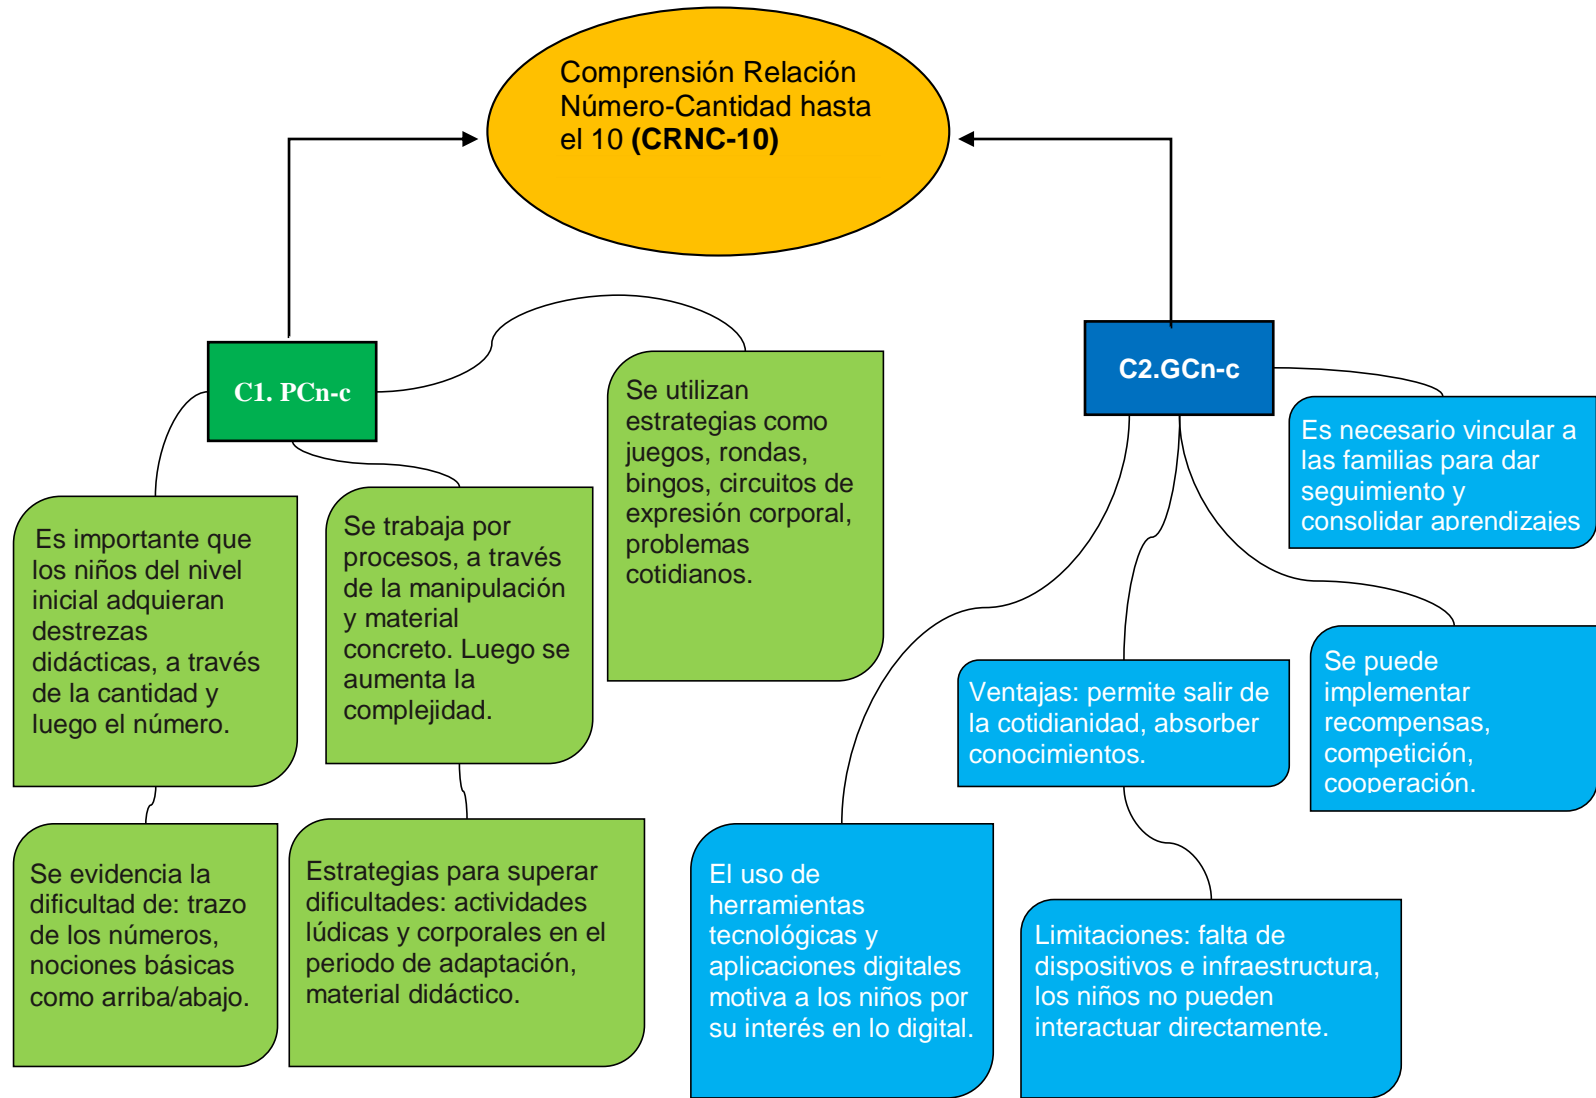 Comprensión Relación
Número-Cantidad hasta
el 10 (CRNC-10)
C1. PCn-c
C2.GCn-c
Se utilizan
estrategias como
juegos, rondas,
bingos, circuitos de
expresión corporal,
problemas
cotidianos.
Es necesario vincular a
las familias para dar
seguimiento y
consolidar aprendizajes
Es importante que
los niños del nivel
inicial adquieran
destrezas
didácticas, a través
de la cantidad y
luego el número.
Se trabaja por
procesos, a través
de la manipulación
y material
concreto. Luego se
aumenta la
complejidad.
Ventajas: permite salir de
la cotidianidad, absorber
conocimientos.
Se puede
implementar
recompensas,
competición,
cooperación.
Se evidencia la
dificultad de: trazo
de los números,
nociones básicas
como arriba/abajo.
Estrategias para superar
dificultades: actividades
lúdicas y corporales en el
periodo de adaptación,
material didáctico.
El uso de
herramientas
tecnológicas y
aplicaciones digitales
motiva a los niños por
su interés en lo digital.
Limitaciones: falta de
dispositivos e infraestructura,
los niños no pueden
interactuar directamente.